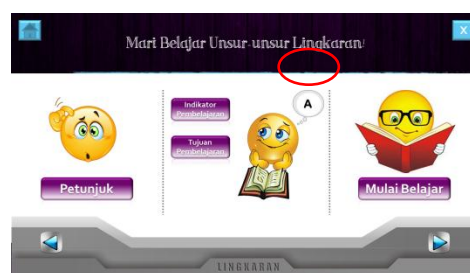 X
Mari Belajar Unsur-unsur Lingkaran!
Indikator
Pembelajaran
A
Tujuan
Pembelajaran
Petunjuk
Mulai Belajar
LINGKARAN